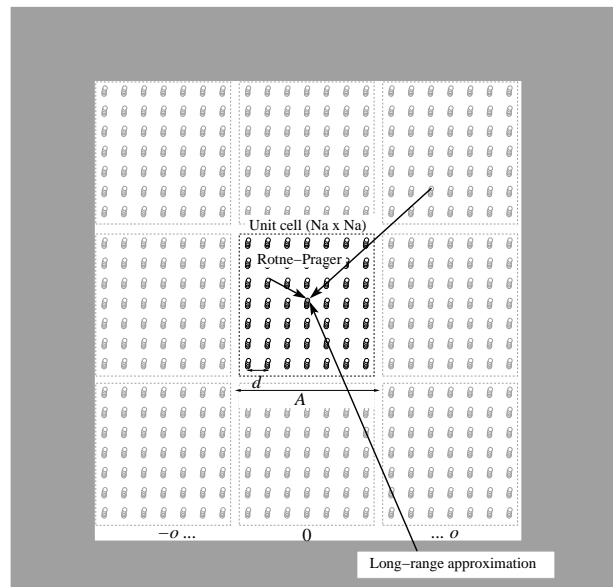 Unit cell (Na x Na)
Rotne−Prager
d
A
−o ...
0
... o
Long−range approximation